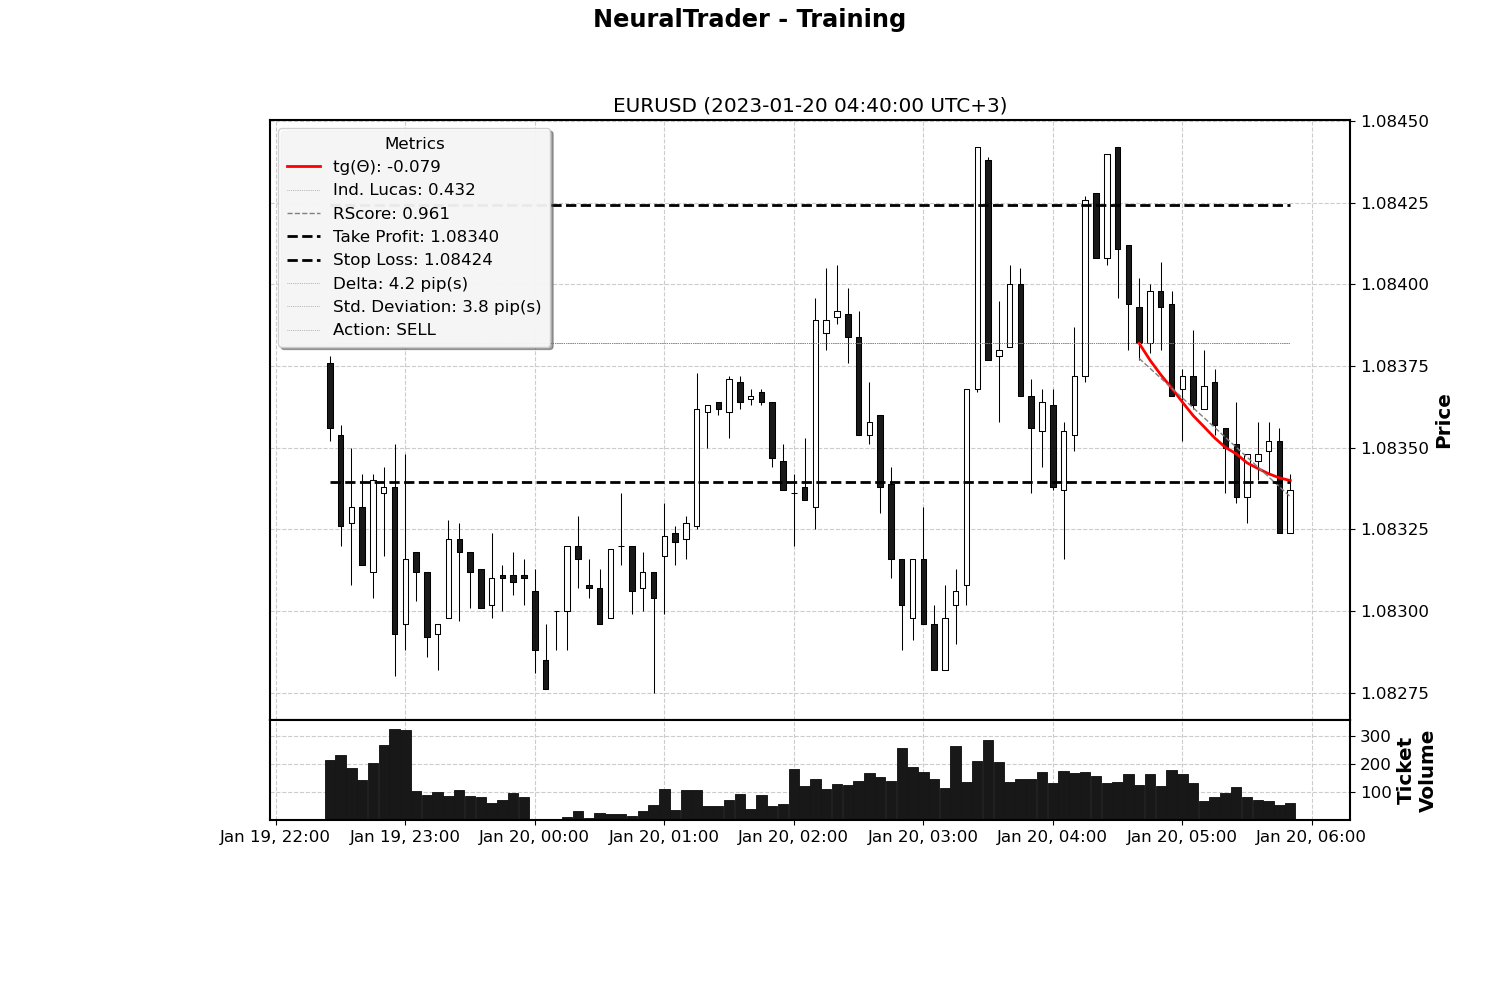 NeuralTrader - Training
EURUSD (2023-01-20 04:40:00 UTC+3)
Metrics
tg(Θ): -0.079
Ind. Lucas: 0.432
RScore: 0.961
Take Profit: 1.08340
Stop Loss: 1.08424
Delta: 4.2 pip(s)
Std. Deviation: 3.8 pip(s)
Action: SELL
1.08450
1.08425
1.08400
1.08375
1.08350
1.08325
1.08300
1.08275
Price
300
200
100
Ticket
Volume
Jan 19, 22:00
Jan 19, 23:00
Jan 20, 00:00
Jan 20, 01:00
Jan 20, 02:00
Jan 20, 03:00
Jan 20, 04:00
Jan 20, 05:00
Jan 20, 06:00